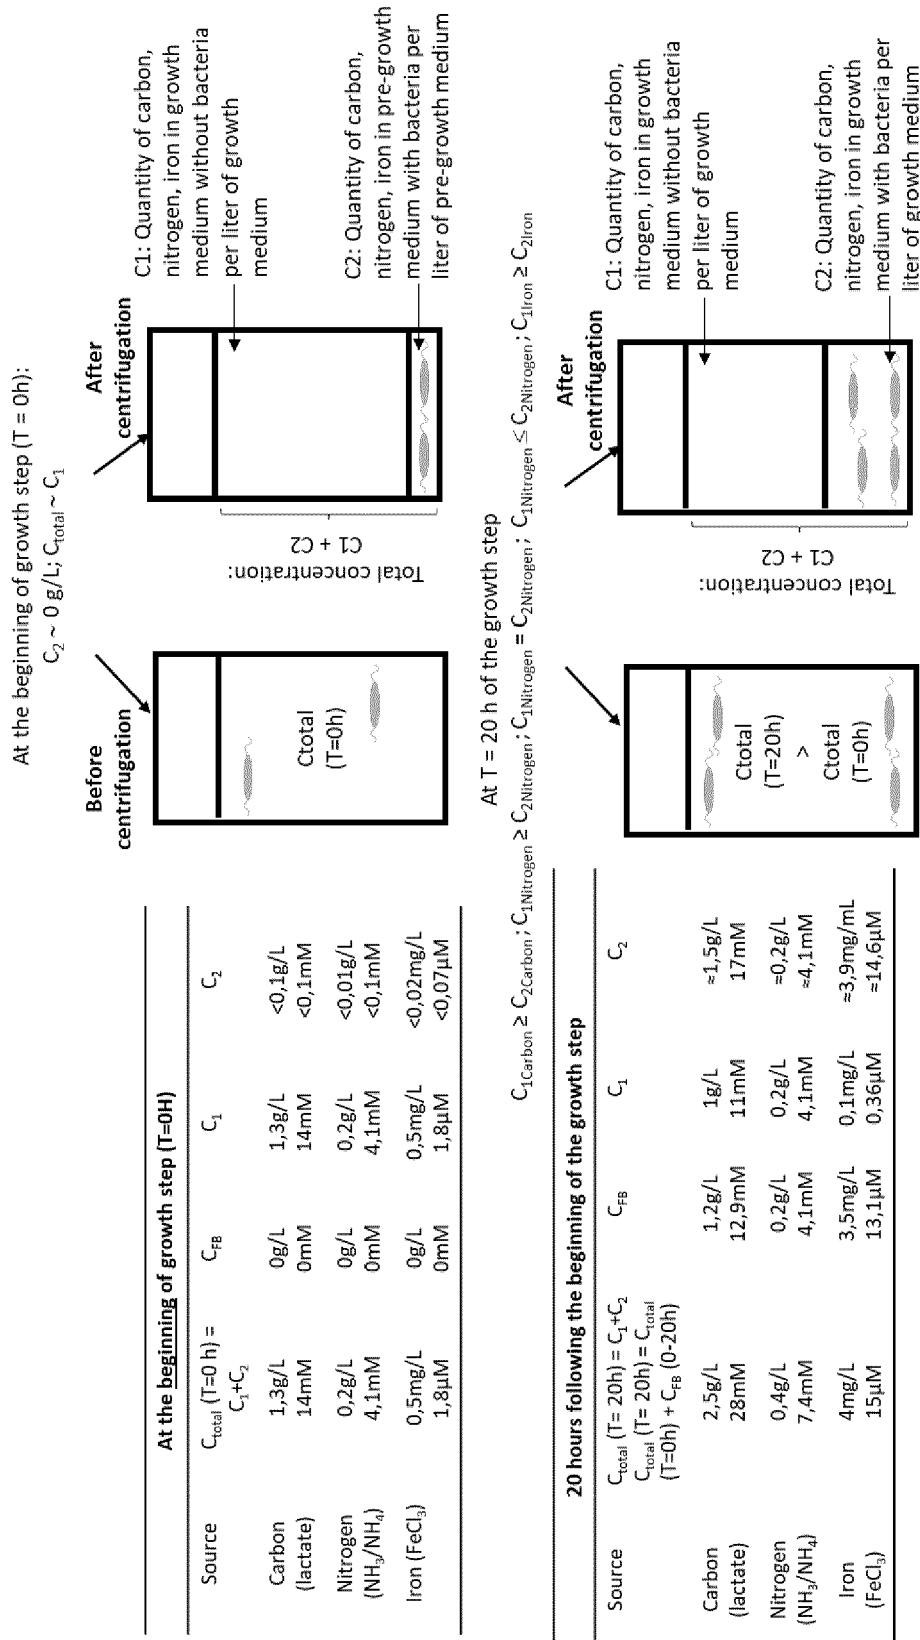 At the beginning of growth step (T = 0h):
C2 ~ 0 g/L; Ctotal ~ C1
At the beginning of growth step (T=0H)
Source
Ctotal (T=0 h) =
C1+C2
CFB
C1
C2
Carbon
(lactate)
1,3g/L
14mM
0g/L
0mM
1,3g/L
14mM
<0,1g/L
<0,1mM
Nitrogen
(NH3/NH4)
0,2g/L
4,1mM
0g/L
0mM
0,2g/L
4,1mM
<0,01g/L
<0,1mM
Iron (FeCl3)
0,5mg/L
1,8µM
0g/L
0mM
0,5mg/L
1,8µM
<0,02mg/L
<0,07µM
Before
centrifugation
Ctotal
(T=0h)
After
centrifugation
Total concentration:
C1 + C2
C1: Quantity of carbon,
nitrogen, iron in growth
medium without bacteria
per liter of growth
medium
C2: Quantity of carbon,
nitrogen, iron in pre-growth
medium with bacteria per
liter of pre-growth medium
At T = 20 h of the growth step
C1Carbon ≥ C2Carbon; C1Nitrogen ≥ C2Nitrogen; C1Nitrogen ≥ C2Nitrogen; C1Nitrogen = C2Nitrogen; C1Nitrogen ≤ C2Nitrogen; C1Iron ≥ C2Iron
20 hours following the beginning of the growth step
Source
Ctotal (T= 20h) = C1+C2
Ctotal (T= 20h) = Ctotal
(T=0h) + CFB (0-20h)
CFB
C1
C2
Carbon
(lactate)
2,5g/L
28mM
1,2g/L
12,9mM
1g/L
11mM
≈1,5g/L
17mM
Nitrogen
(NH3/NH4)
0,4g/L
7,4mM
0,2g/L
4,1mM
0,2g/L
4,1mM
≈0,2g/L
≈4,1mM
Iron
(FeCl3)
4mg/L
15µM
3,5mg/L
13,1µM
0,1mg/L
0,36µM
≈3,9mg/mL
≈14,6µM
Ctotal
(T=20h)
>
Ctotal
(T=0h)
After
centrifugation
Total concentration:
C1 + C2
C1: Quantity of carbon,
nitrogen, iron in growth
medium without bacteria
per liter of growth
medium
C2: Quantity of carbon,
nitrogen, iron in growth
medium with bacteria per
liter of growth medium